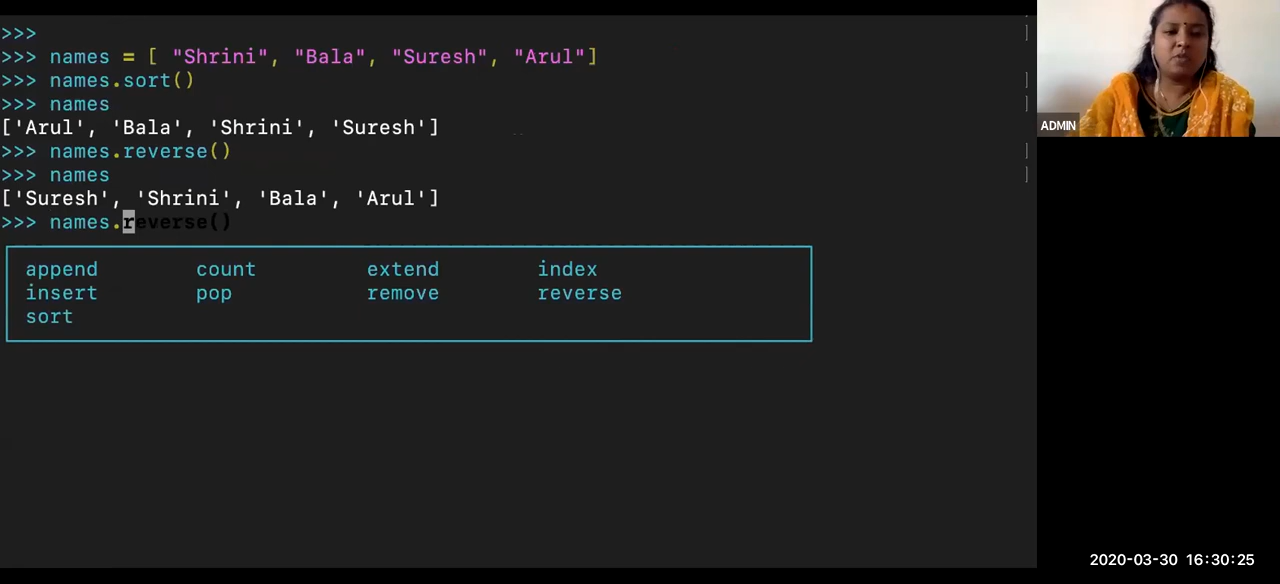 >>>
>>> names = [ "Shrini", "Bala", "Suresh", "Arul"]
>>> names.sort()
>>> names
['Arul', 'Bala', 'Shrini', 'Suresh']
>>> names.reverse()
>>> names
['Suresh', 'Shrini', 'Bala', 'Arul']
>>> names.reverse()
append count extend index
insert pop remove reverse
sort
ADMIN
2020-03-30 16:30:25